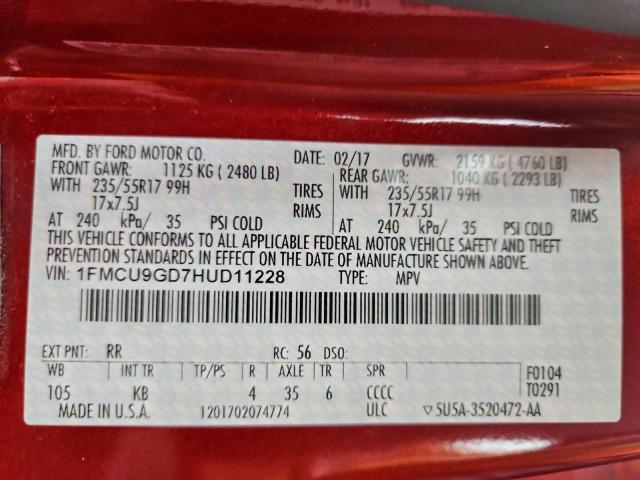 MFD. BY FORD MOTOR CO. DATE: 02/17 GVWR: 2159 KG ( 4760 LB)
FRONT GAWR: 1125 KG ( 2480 LB) REAR GAWR: 1040 KG ( 2293 LB)
WITH 235/55R17 99H TIRES WITH 235/55R17 99H TIRES
17x7.5J RIMS 17x7.5J RIMS
AT 240 kPa/ 35 PSI COLD AT 240 kPa/ 35 PSI COLD
THIS VEHICLE CONFORMS TO ALL APPLICABLE FEDERAL MOTOR VEHICLE SAFETY AND THEFT
PREVENTION STANDARDS IN EFFECT ON THE DATE OF MANUFACTURE SHOWN ABOVE.
VIN: 1FMCU9GD7HUD11228 TYPE: MPV
EXT PNT: RR RC: 56 DSO:
WB INT TR TP/PS R AXLE TR SPR F0104
105 KB 4 35 6 CCCC T0291
MADE IN U.S.A. 1201702074774 ULC ▽5U5A-3520472-AA